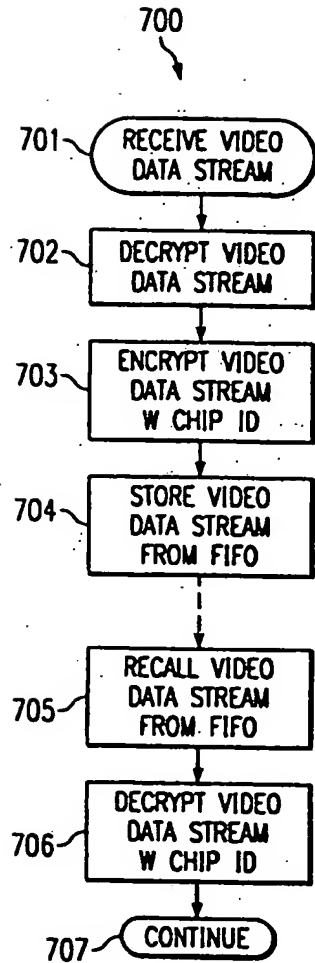 700
701
RECEIVE VIDEO
DATA STREAM
702
DECRYPT VIDEO
DATA STREAM
703
ENCRYPT VIDEO
DATA STREAM
W CHIP ID
704
STORE VIDEO
DATA STREAM
FROM FIFO
705
RECALL VIDEO
DATA STREAM
FROM FIFO
706
DECRYPT VIDEO
DATA STREAM
W CHIP ID
707
CONTINUE